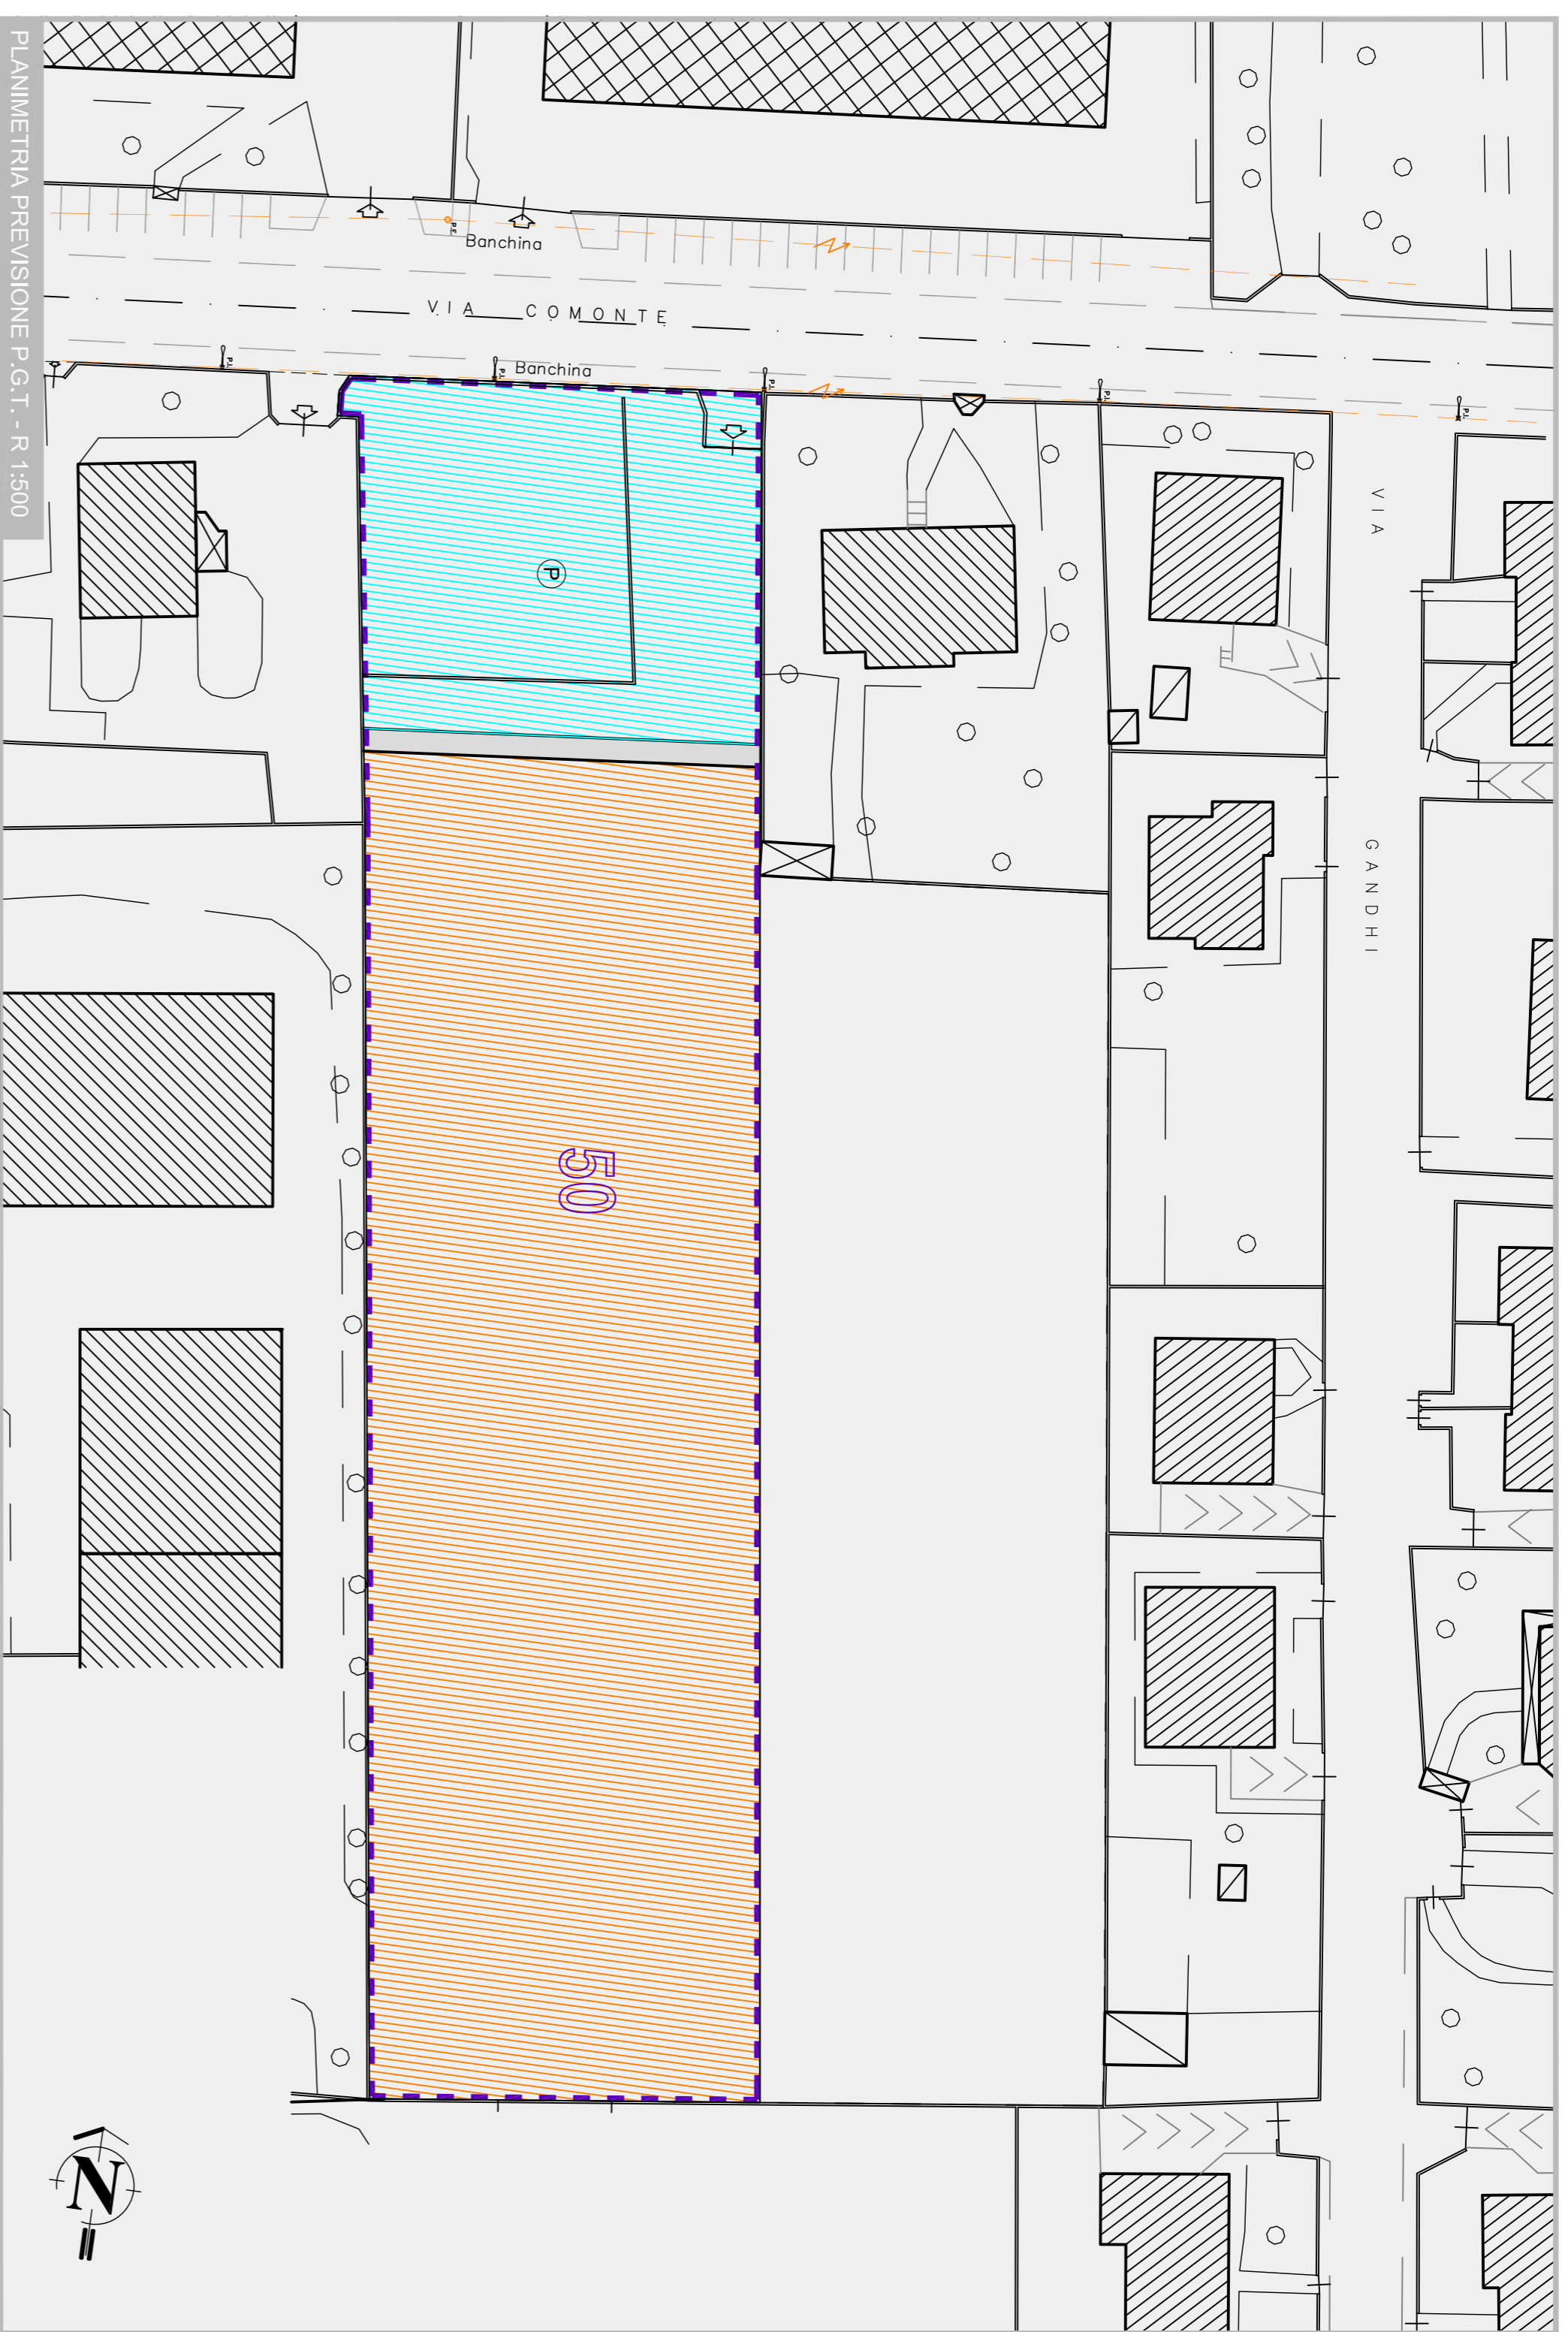 PLANIMETRIA PREVISIONE P.G.T. - R 1:500
P.F.
Banchina
VIA COMONTE
P.T.
P.T.
Banchina
P.T.
P.T.
P.T.
P
VIA
GANDHI
50
N